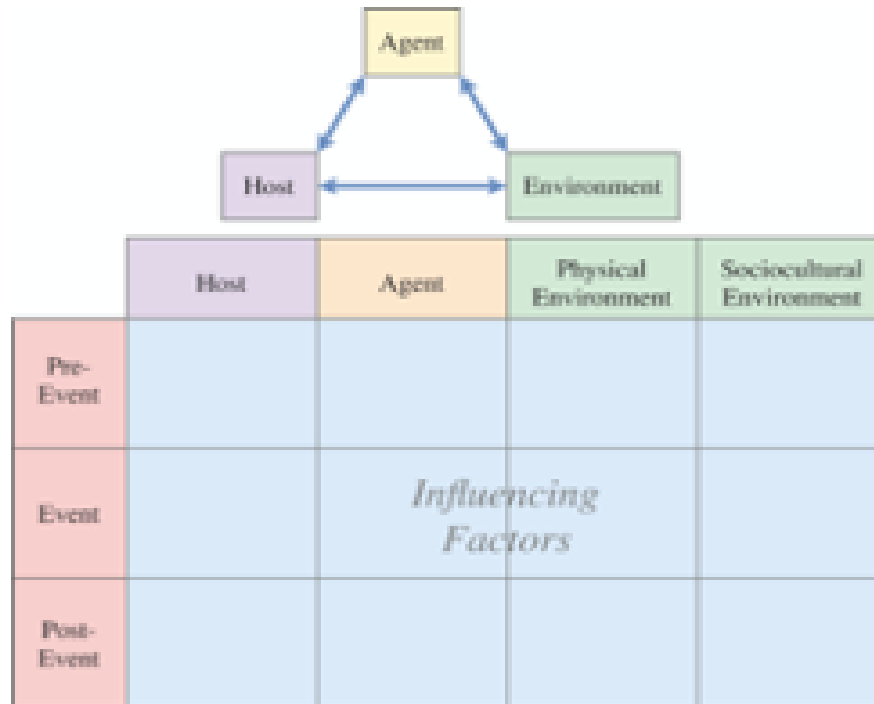 Agent
Host
Environment
Host
Agent
Physical
Environment
Sociocultural
Environment
Pre-
Event
Event
Influencing
Factors
Post-
Event